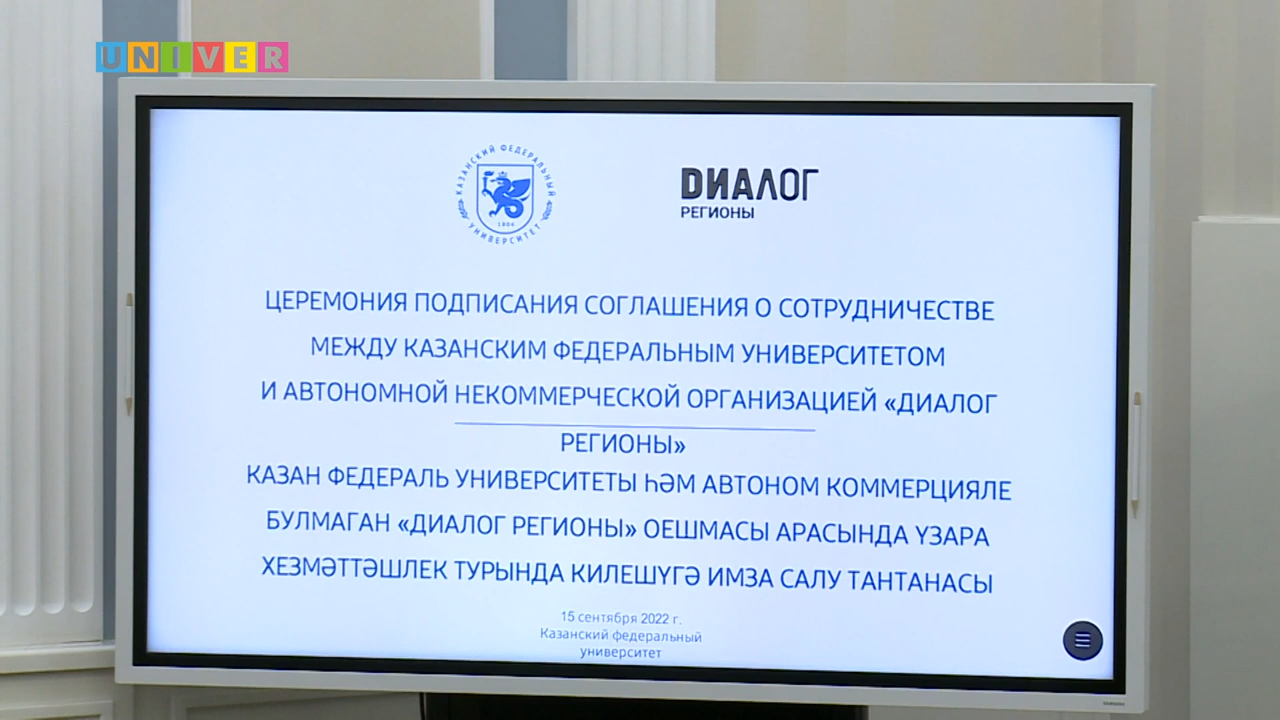 UNIVER
КАЗАНСКИЙ ФЕДЕРАЛЬНЫЙ УНИВЕРСИТЕТ
1804
DИАЛОГ
РЕГИОНЫ
ЦЕРЕМОНИЯ ПОДПИСАНИЯ СОГЛАШЕНИЯ О СОТРУДНИЧЕСТВЕ
МЕЖДУ КАЗАНСКИМ ФЕДЕРАЛЬНЫМ УНИВЕРСИТЕТОМ
И АВТОНОМНОЙ НЕКОММЕРЧЕСКОЙ ОРГАНИЗАЦИЕЙ «ДИАЛОГ
РЕГИОНЫ»
КАЗАН ФЕДЕРАЛЬ УНИВЕРСИТЕТЫ ҺӘМ АВТОНОМ КОММЕРЦИЯЛЕ
БУЛМАГАН «ДИАЛОГ РЕГИОНЫ» ОЕШМАСЫ АРАСЫНДА ҮЗАРА
ХЕЗМӘТТӘШЛЕК ТУРЫНДА КИЛЕШҮГӘ ИМЗА САЛУ ТАНТАНАСЫ
15 сентября 2022 г.
Казанский федеральный
университет
SAMSUNG